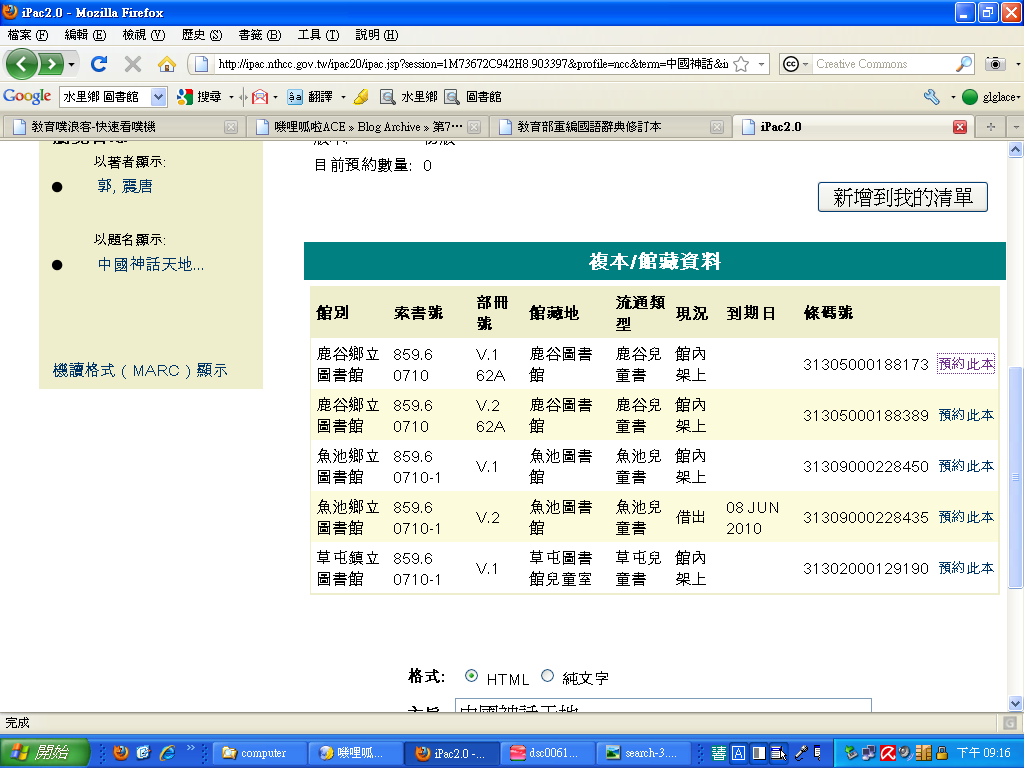 iPac2.0 - Mozilla Firefox
檔案 (F) 編輯 (E) 檢視 (V) 歷史 (S) 書籤 (B) 工具 (T) 說明 (H)
http://ipac.nthcc.gov.tw/ipac20/ipac.jsp?session=1M73672C942H8.903397&profile=ncc&term=中國神話&i
Creative Commons
Google 水里鄉 圖書館 搜尋 翻譯 水里鄉 圖書館 glglace
教育噗浪客-快速看噗機
噗哩呱啦ACE » Blog Archive » 第7…
教育部重編國語辭典修訂本
iPac2.0
以著者顯示:
郭, 震唐
以題名顯示:
中國神話天地...
機讀格式 ( MARC ) 顯示
目前預約數量: 0
新增到我的清單
複本/館藏資料
館別 索書號 部冊號 館藏地 流通類型 現況 到期日 條碼號
鹿谷鄉立圖書館 859.6 0710 V.1 62A 鹿谷圖書館 鹿谷兒童書 館內架上 31305000188173 預約此本
鹿谷鄉立圖書館 859.6 0710 V.2 62A 鹿谷圖書館 鹿谷兒童書 館內架上 31305000188389 預約此本
魚池鄉立圖書館 859.6 0710-1 V.1 魚池圖書館 魚池兒童書 館內架上 31309000228450 預約此本
魚池鄉立圖書館 859.6 0710-1 V.2 魚池圖書館 魚池兒童書 借出 08 JUN 2010 31309000228435 預約此本
草屯鎮立圖書館 859.6 0710-1 V.1 草屯圖書館兒童室 草屯兒童書 館內架上 31302000129190 預約此本
格式: HTML 純文字
中國神話天地
完成
開始 computer iPac2.0 -... dsc0061... search-3... 下午 09:16